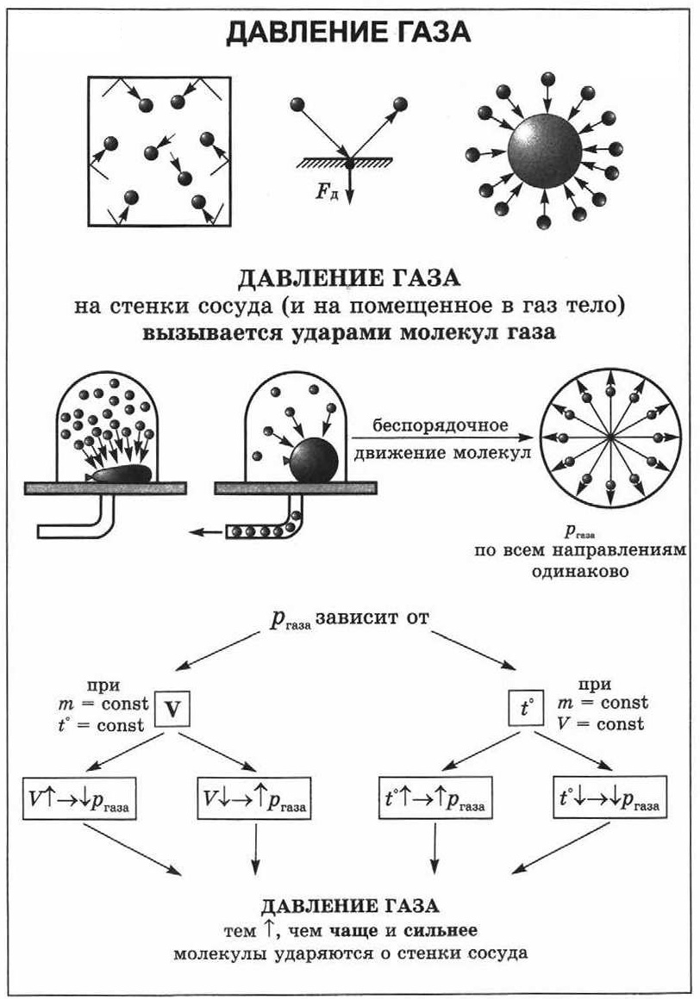 ДАВЛЕНИЕ ГАЗА
Fд
ДАВЛЕНИЕ ГАЗА
на стенки сосуда (и на помещенное в газ тело)
вызывается ударами молекул газа
беспорядочное
движение молекул
pгаза
по всем направлениям
одинаково
pгаза зависит от
при
m = const
t° = const
V
t°
при
m = const
V = const
V↑→↓pгаза
V↓→↑pгаза
t°↑→↑pгаза
t°↓→↓pгаза
ДАВЛЕНИЕ ГАЗА
тем ↑, чем чаще и сильнее
молекулы ударяются о стенки сосуда